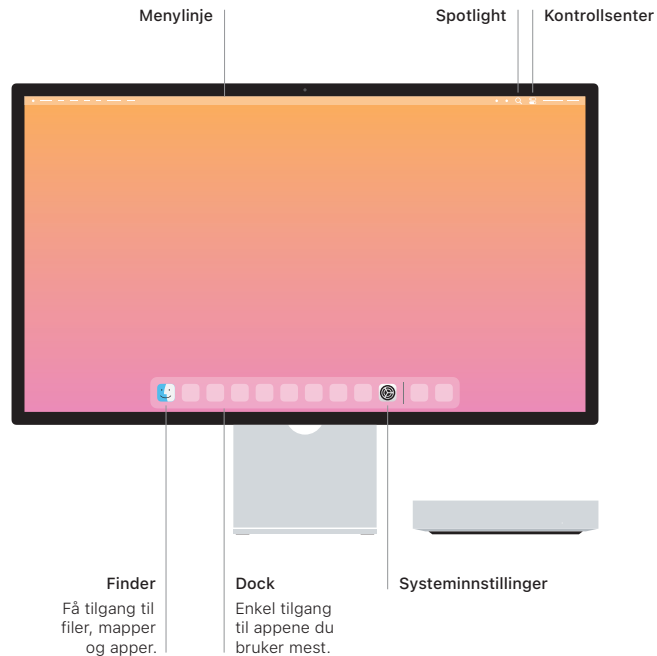 Menylinje
Spotlight
Kontrollsenter
Finder
Få tilgang til
filer, mapper
og apper.
Dock
Enkel tilgang
til appene du
bruker mest.
Systeminnstillinger